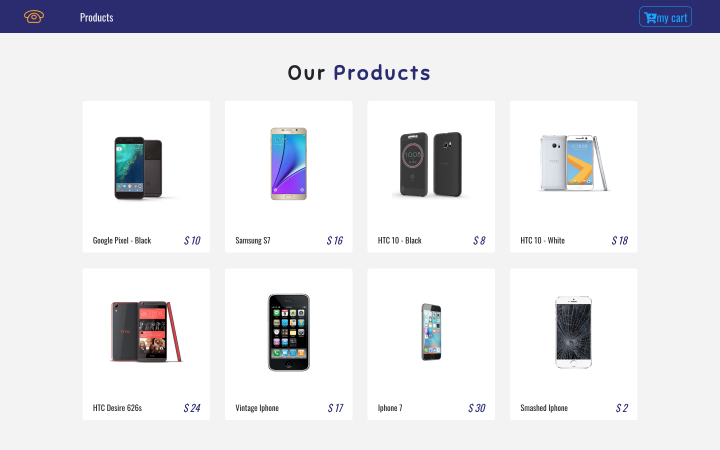 Products
my cart
Our Products
Google Pixel - Black $ 10
Samsung S7 $ 16
HTC 10 - Black $ 8
HTC 10 - White $ 18
HTC Desire 626s $ 24
Vintage Iphone $ 17
Iphone 7 $ 30
Smashed Iphone $ 2